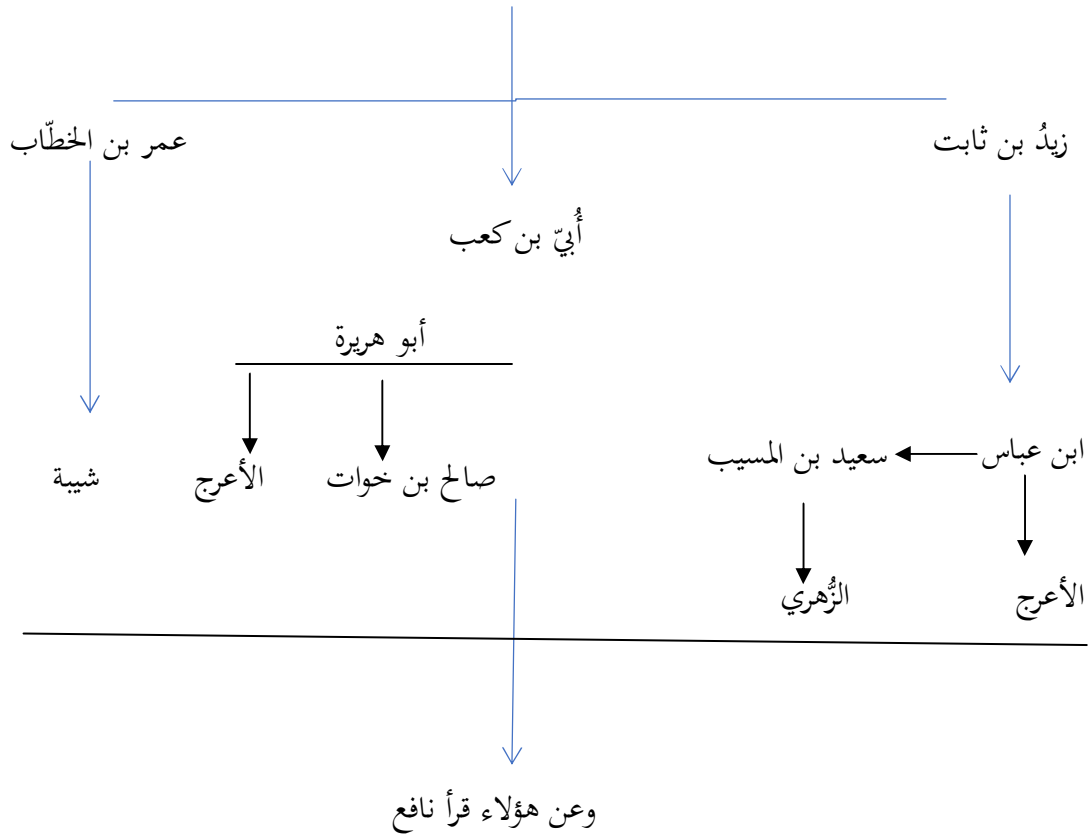 زيدُ بن ثابت
عمر بن الخطّاب
أُبيّ بن كعب
أبو هريرة
ابن عباس
سعيد بن المسيب
صالح بن خوات
الأعرج
شيبة
الأعرج
الزُّهري
وعن هؤلاء قرأ نافع